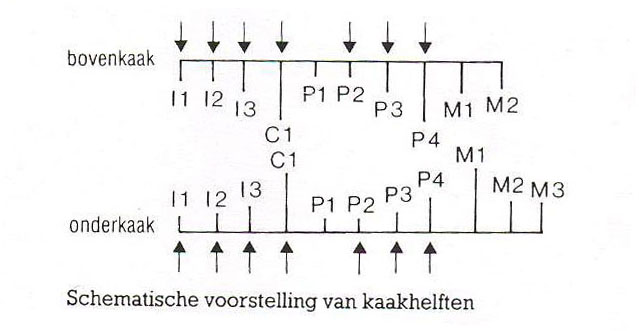 bovenkaak
I1 I2 I3 C1 P1 P2 P3 P4 M1 M2
I1 I2 I3 C1 P1 P2 P3 P4 M1 M2 M3
onderkaak
Schematische voorstelling van kaakhelften